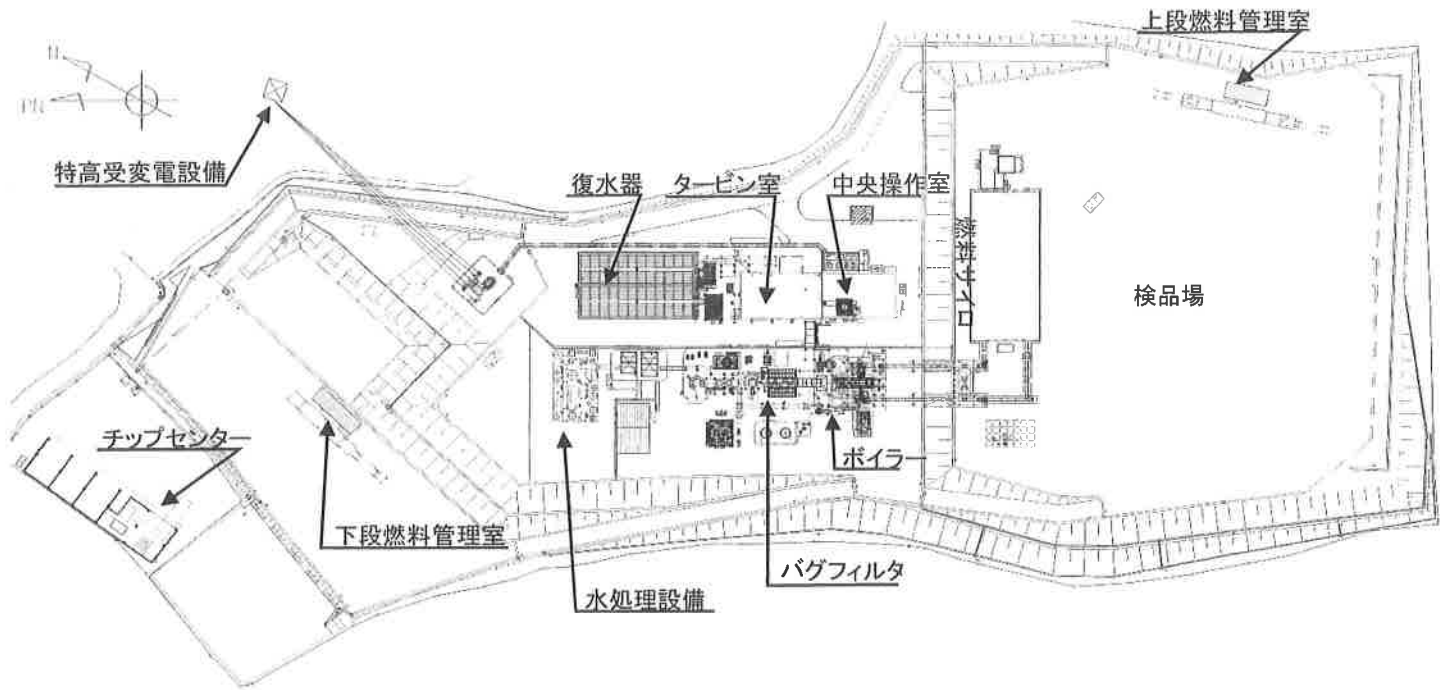 上段燃料管理室
N
PN
特高受変電設備
復水器
タービン室
中央操作室
燃料サイロ
検品場
チップセンター
ボイラー
下段燃料管理室
バグフィルタ
水処理設備